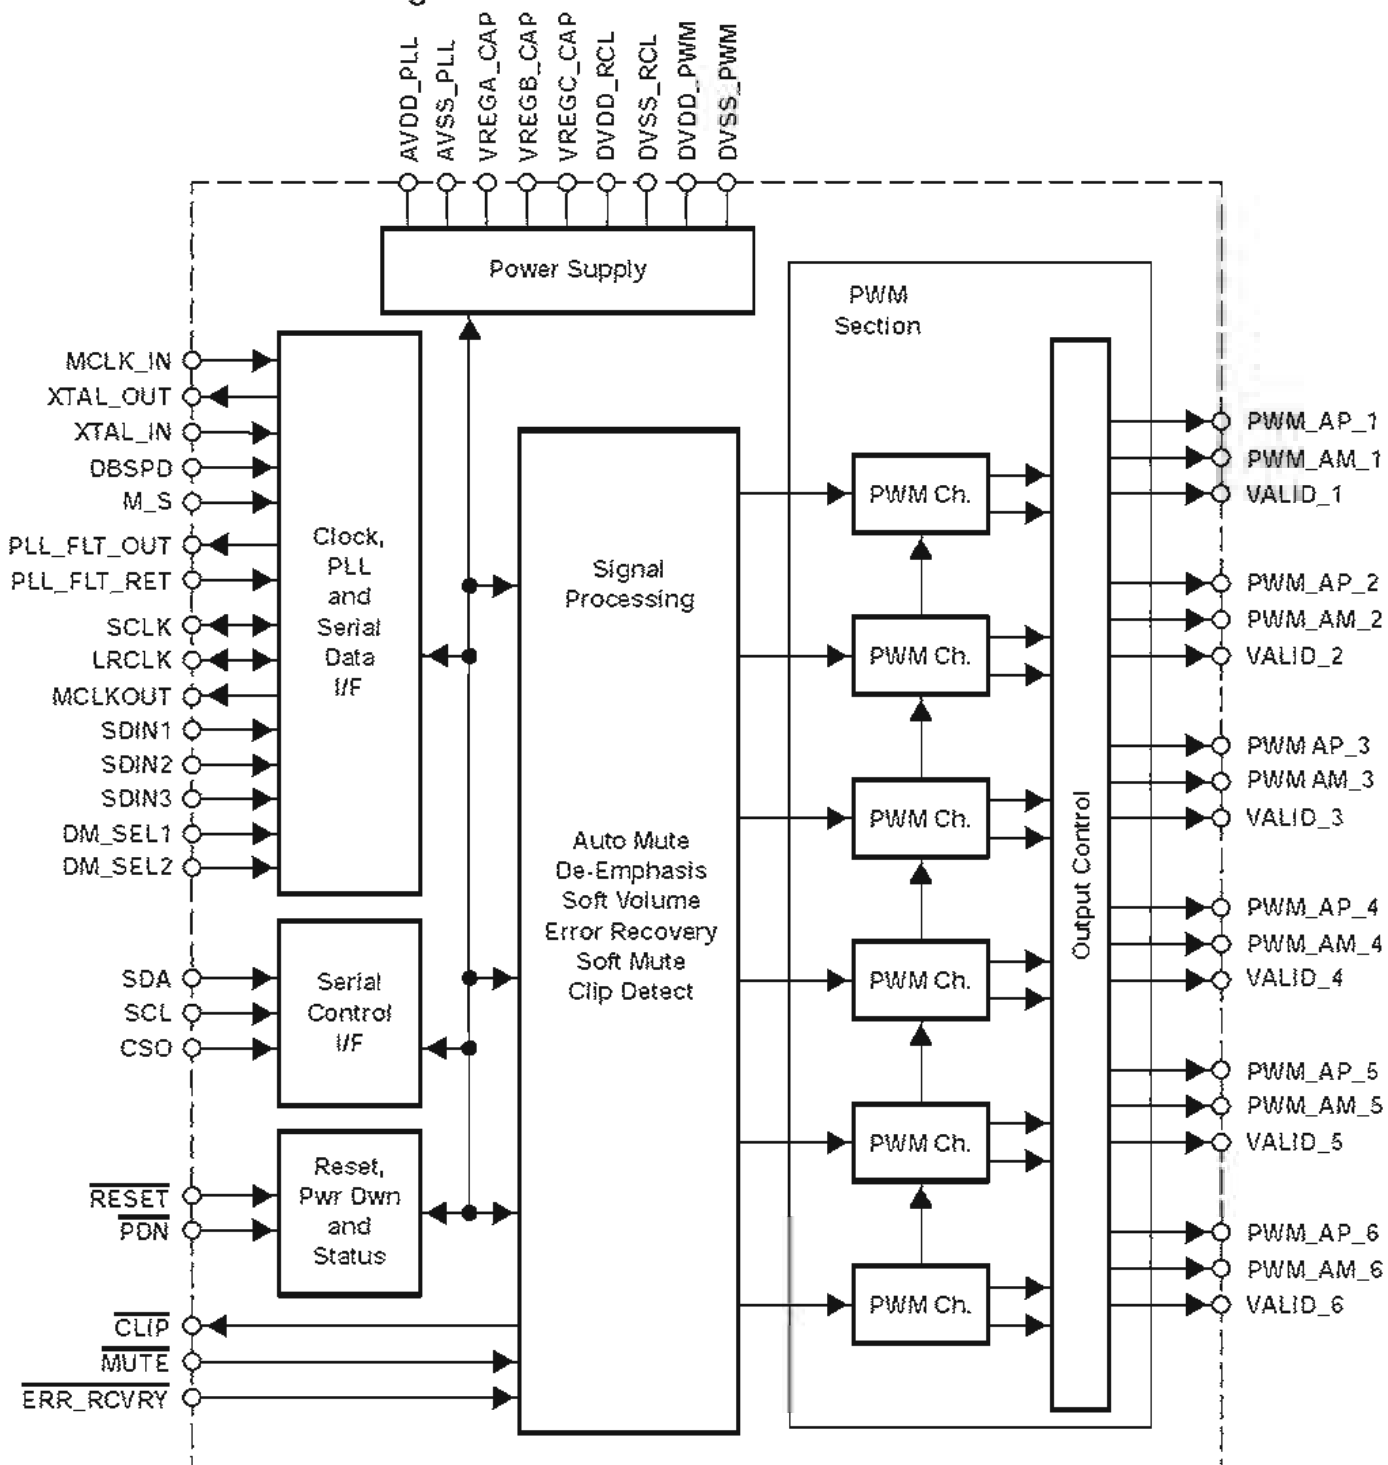 AVDD_PLL
AVSS_PLL
VREGA_CAP
VREGB_CAP
VREGC_CAP
DVDD_RCL
DVSS_RCL
DVDD_PWM
DVSS_PWM
Power Supply
PWM
Section
MCLK_IN
XTAL_OUT
XTAL_IN
DBSPD
M_S
PLL_FLT_OUT
PLL_FLT_RET
SCLK
LRCLK
MCLKOUT
SDIN1
SDIN2
SDIN3
DM_SEL1
DM_SEL2
Clock,
PLL
and
Serial
Data
I/F
SDA
SCL
CSO
Serial
Control
I/F
RESET
PDN
Reset,
Pwr Dwn
and
Status
CLIP
MUTE
ERR_RCVRY
Signal
Processing
Auto Mute
De-Emphasis
Soft Volume
Error Recovery
Soft Mute
Clip Detect
PWM Ch.
PWM Ch.
PWM Ch.
PWM Ch.
PWM Ch.
PWM Ch.
Output Control
PWM_AP_1
PWM_AM_1
VALID_1
PWM_AP_2
PWM_AM_2
VALID_2
PWM AP_3
PWM AM_3
VALID_3
PWM_AP_4
PWM_AM_4
VALID_4
PWM_AP_5
PWM_AM_5
VALID_5
PWM_AP_6
PWM_AM_6
VALID_6